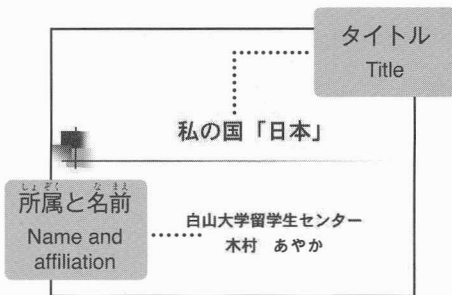 タイトル
Title
私の国「日本」
しょぞく なまえ
所属と名前
Name and
affiliation
白山大学留学生センター
木村 あやか